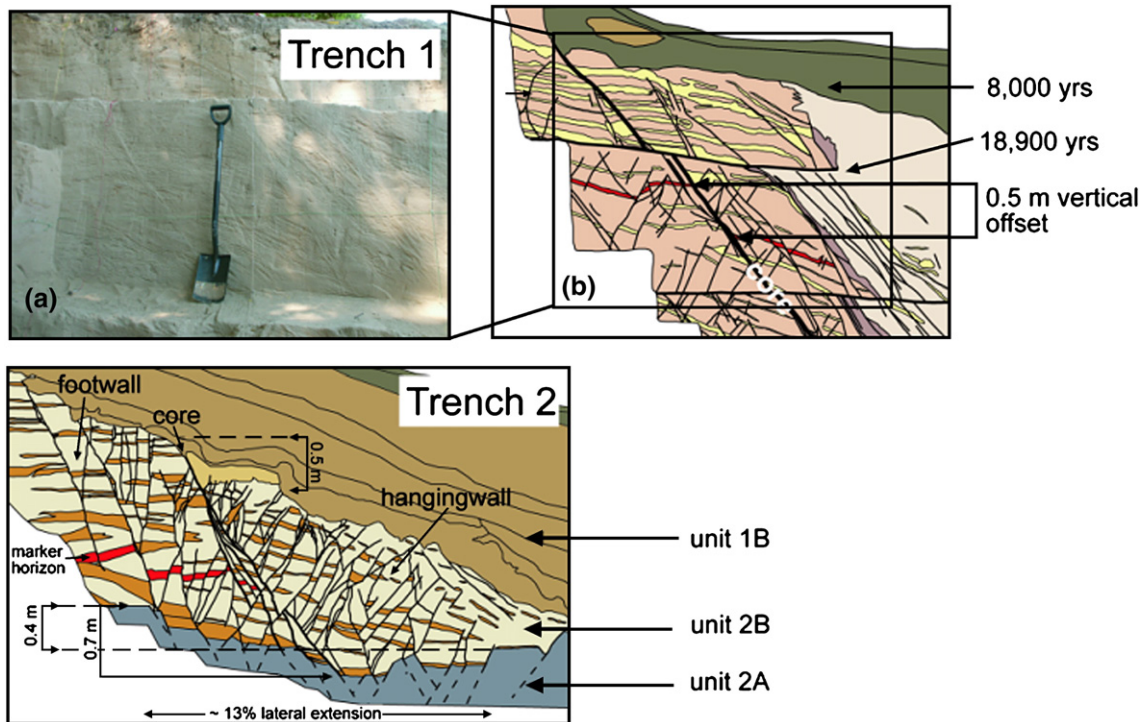 Trench 1
(a)
(b)
core
8,000 yrs
18,900 yrs
0.5 m vertical
offset
Trench 2
footwall
core
0.5 m
hangingwall
marker
horizon
0.4 m
0.7 m
~ 13% lateral extension
unit 1B
unit 2B
unit 2A